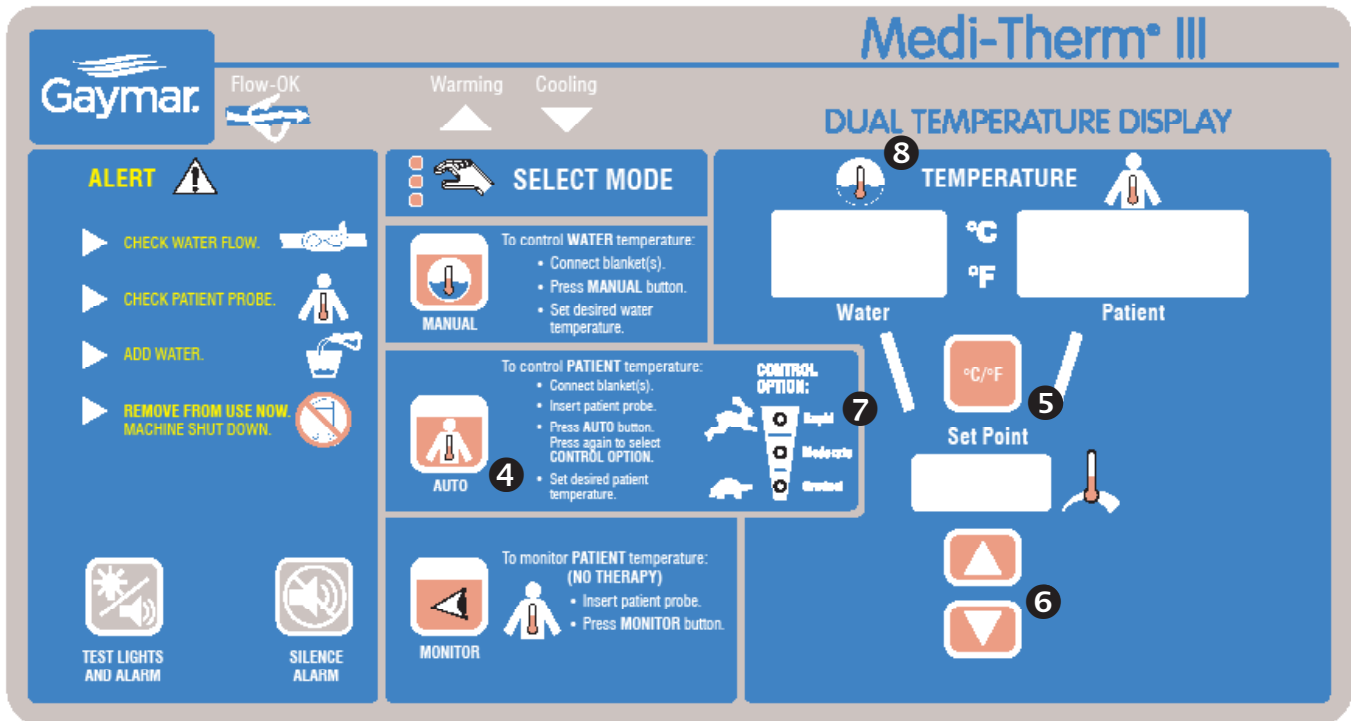 Medi-Therm® III
Gaymar.
Flow-OK
Warming
Cooling
DUAL TEMPERATURE DISPLAY
ALERT
CHECK WATER FLOW.
CHECK PATIENT PROBE.
ADD WATER.
REMOVE FROM USE NOW.
MACHINE SHUT DOWN.
TEST LIGHTS
AND ALARM
SILENCE
ALARM
SELECT MODE
MANUAL
To control WATER temperature:
• Connect blanket(s).
• Press MANUAL button.
• Set desired water
temperature.
AUTO
4
To control PATIENT temperature:
• Connect blanket(s).
• Insert patient probe.
• Press AUTO button.
Press again to select
CONTROL OPTION.
• Set desired patient
temperature.
CONTROL
OPTION:
Rapid
7
Moderate
Gradual
MONITOR
To monitor PATIENT temperature:
(NO THERAPY)
• Insert patient probe.
• Press MONITOR button.
8
TEMPERATURE
°C
°F
Water
Patient
°C/°F
5
Set Point
6